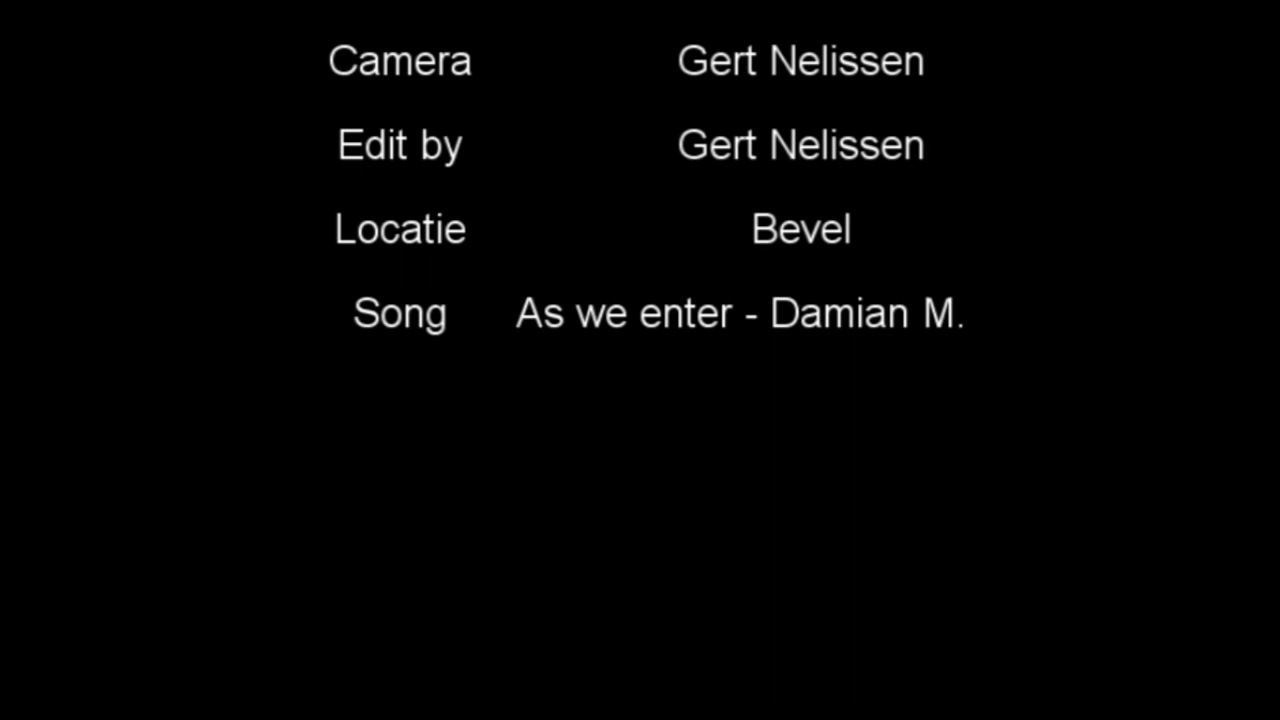 Camera Gert Nelissen
Edit by Gert Nelissen
Locatie Bevel
Song As we enter - Damian M.